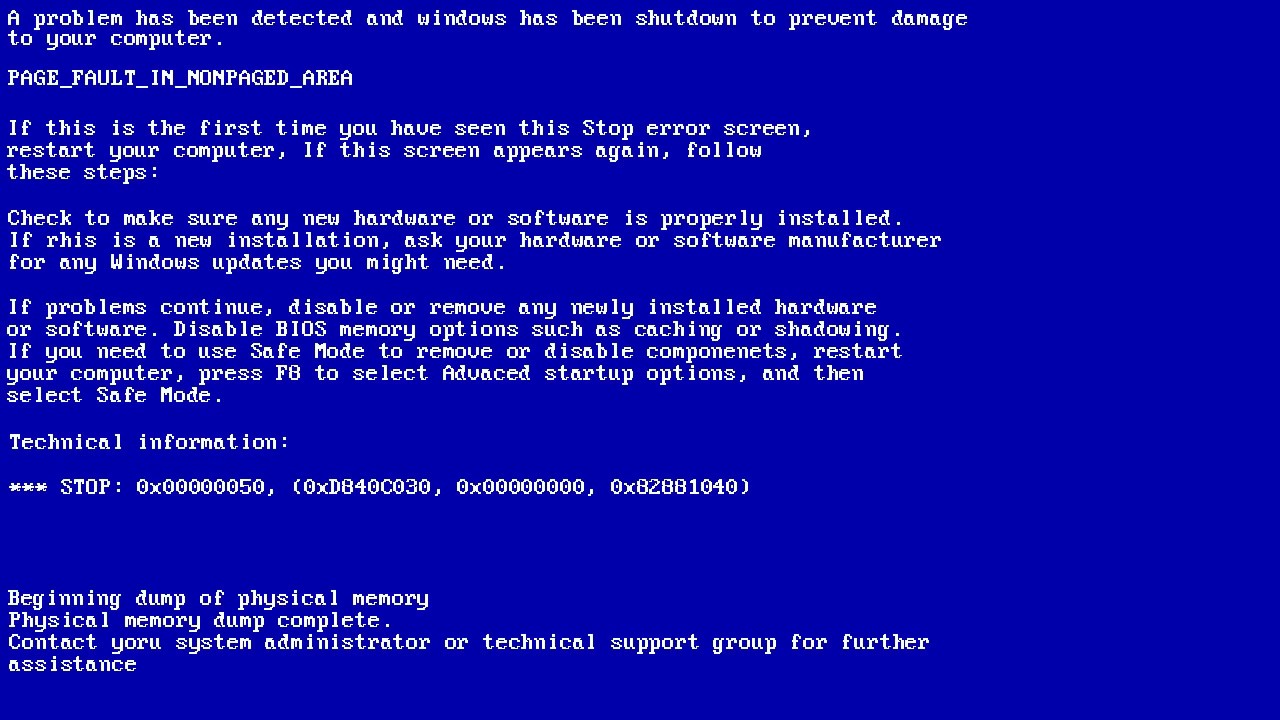 A problem has been detected and windows has been shutdown to prevent damage
to your computer.
PAGE_FAULT_IN_NONPAGED_AREA
If this is the first time you have seen this Stop error screen,
restart your computer, If this screen appears again, follow
these steps:
Check to make sure any new hardware or software is properly installed.
If rhis is a new installation, ask your hardware or software manufacturer
for any Windows updates you might need.
If problems continue, disable or remove any newly installed hardware
or software. Disable BIOS memory options such as caching or shadowing.
If you need to use Safe Mode to remove or disable componenets, restart
your computer, press F8 to select Advaced startup options, and then
select Safe Mode.
Technical information:
*** STOP: 0x00000050, (0xD840C030, 0x00000000, 0x82881040)
Beginning dump of physical memory
Physical memory dump complete.
Contact yoru system administrator or technical support group for further
assistance